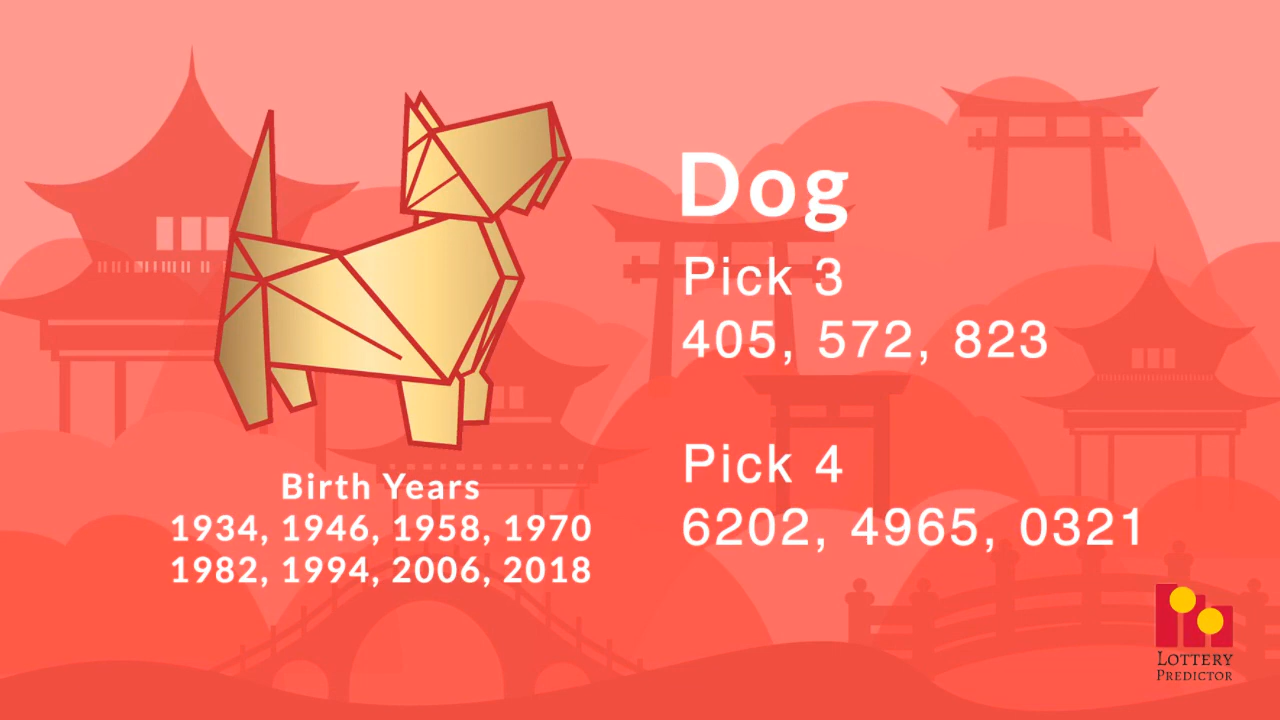 Dog
Pick 3
405, 572, 823
Pick 4
6202, 4965, 0321
Birth Years
1934, 1946, 1958, 1970
1982, 1994, 2006, 2018
LOTTERY
PREDICTOR